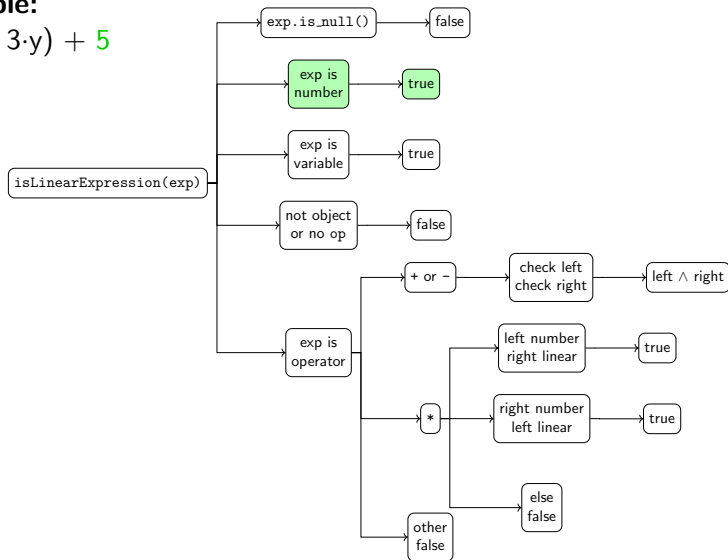 ble:
3·y) + 5
exp.is_null()
false
exp is
number
true
exp is
variable
true
isLinearExpression(exp)
not object
or no op
false
+ or -
check left
check right
left ∧ right
exp is
operator
left number
right linear
true
*
right number
left linear
true
else
false
other
false